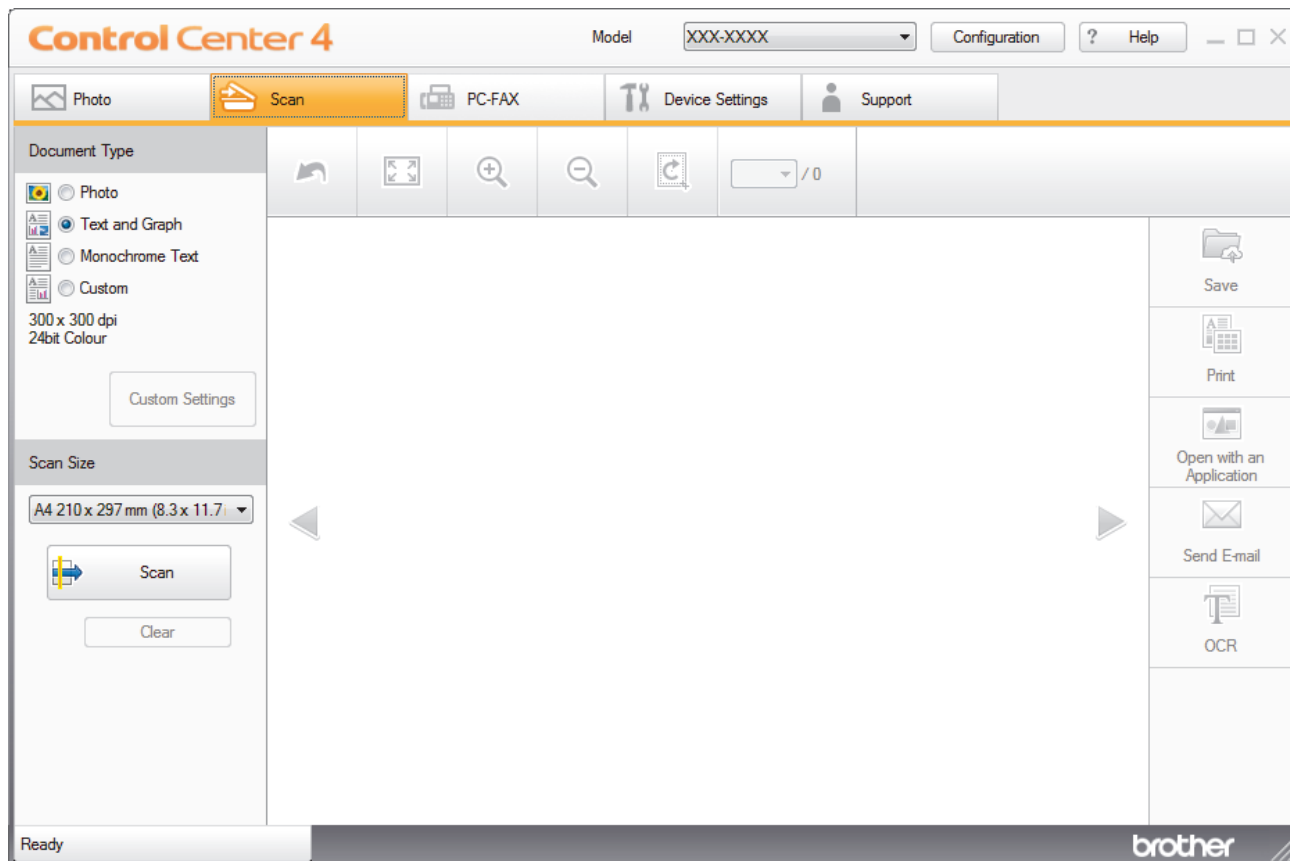 Control Center 4
Model XXX-XXXX Configuration ? Help
Photo Scan PC-FAX Device Settings Support
Document Type
Photo
Text and Graph
Monochrome Text
Custom
300 x 300 dpi
24bit Colour
Custom Settings
Scan Size
A4 210 x 297 mm (8.3 x 11.7
Scan
Clear
/ 0
Save
Print
Open with an
Application
Send E-mail
OCR
Ready
brother